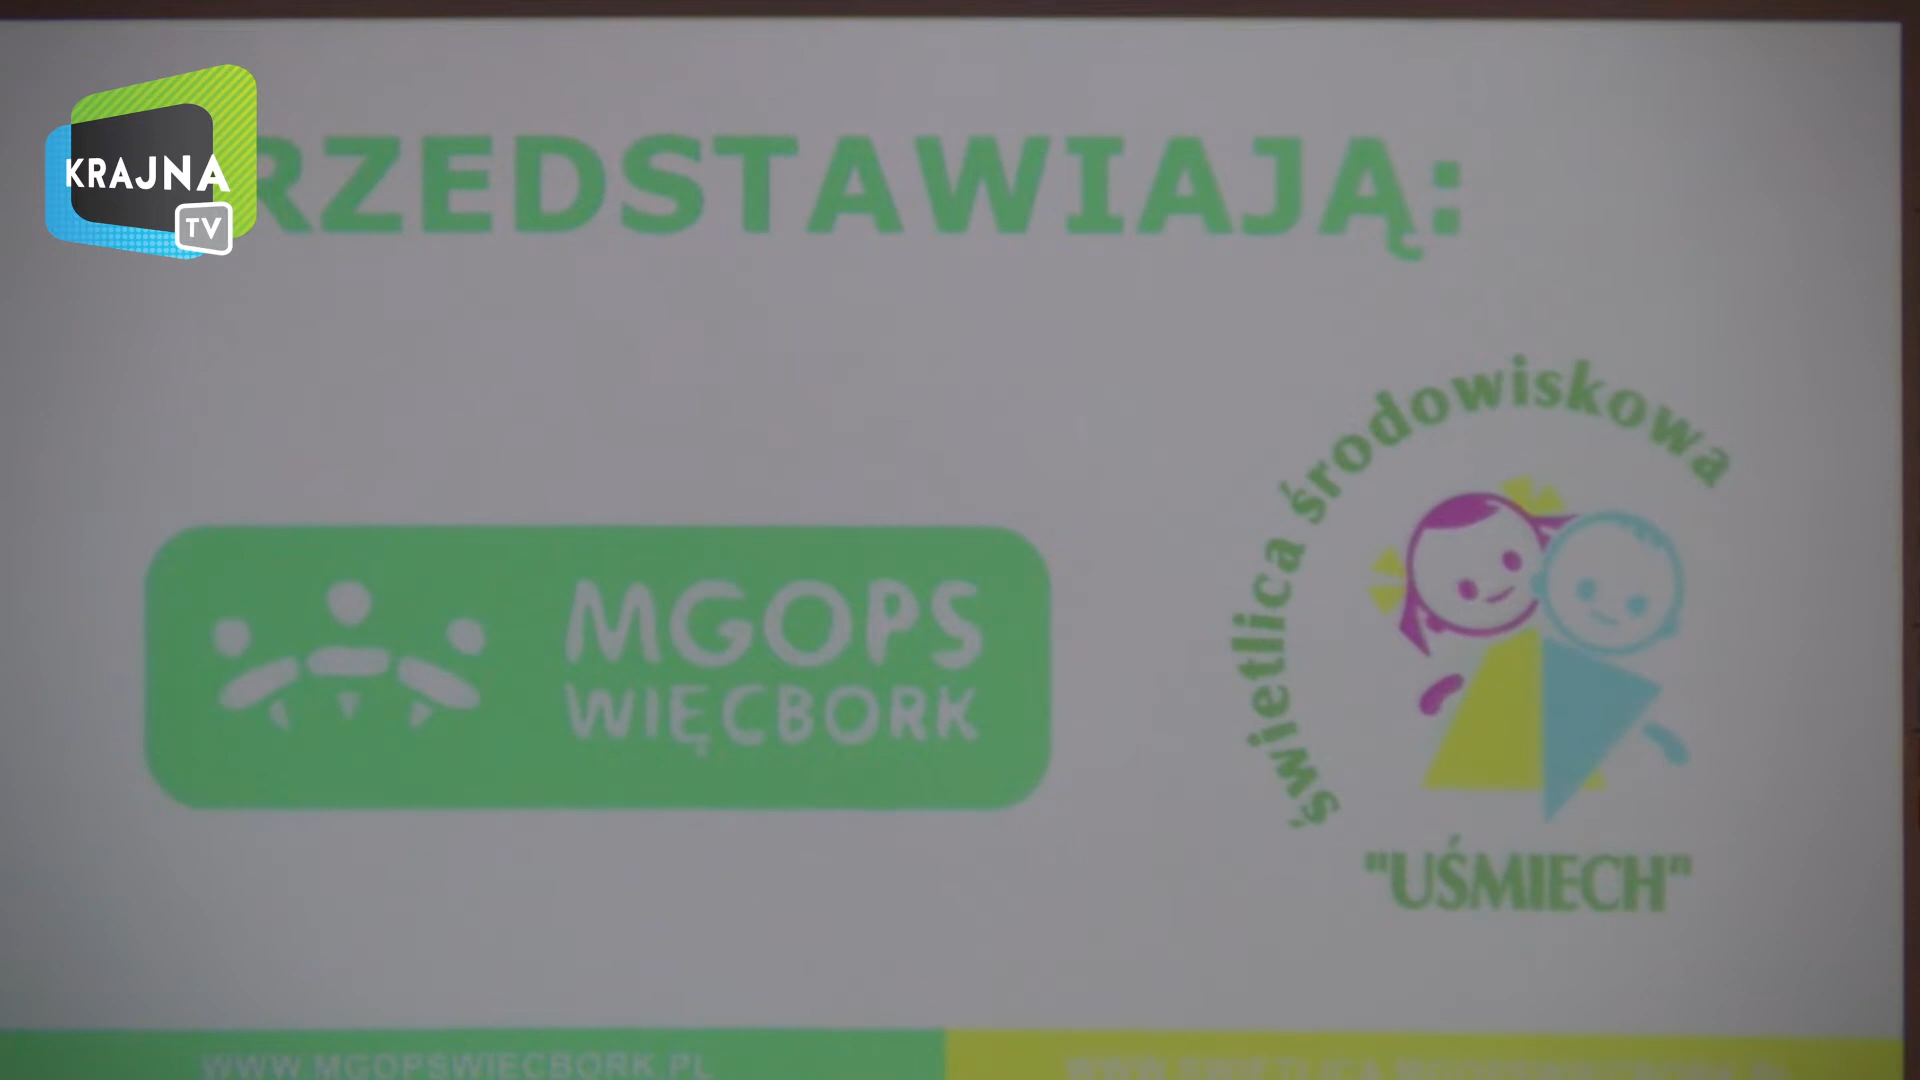 KRAJNA
TV
RZEDSTAWIAJĄ:
świetlica środowiskowa
MGOPS
WIĘCBORK
"UŚMIECH"
WWW.MGOPSWIECBORK.PL